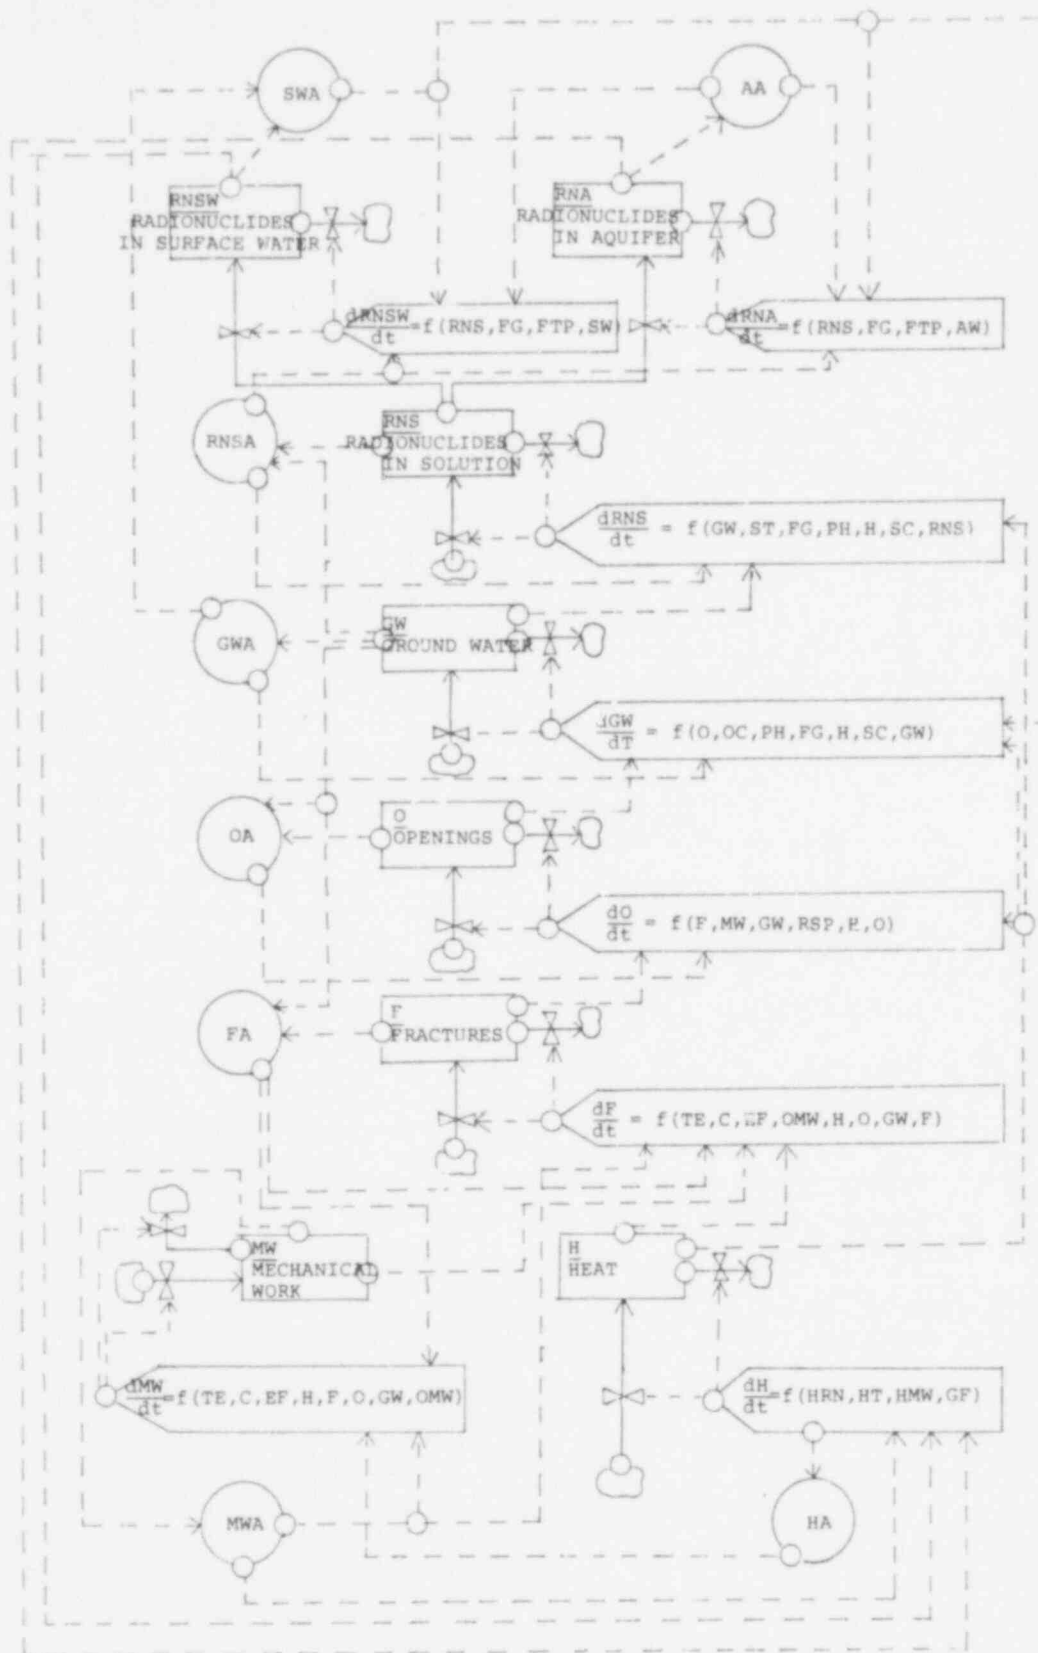 SWA
AA
RNSW
RADIONUCLIDES
IN SURFACE WATER
RNA
RADIONUCLIDES
IN AQUIFER
dRNSW/dt=f(RNS,FG,FTP,SW)
dRNA/dt=f(RNS,FG,FTP,AW)
RNSA
RNS
RADIONUCLIDES
IN SOLUTION
dRNS/dt = f(GW,ST,FG,PH,H,SC,RNS)
GWA
GW
GROUND WATER
dGW/dT = f(O,OC,PH,FG,H,SC,GW)
OA
O
OPENINGS
dO/dt = f(F,MW,GW,RSP,H,O)
FA
F
FRACTURES
dF/dt = f(TE,C,EF,OMW,H,O,GW,F)
MW
MECHANICAL
WORK
H
HEAT
dMW/dt=f(TE,C,EF,H,F,O,GW,OMW)
dH/dt=f(HRN,HT,HMW,GF)
MWA
HA